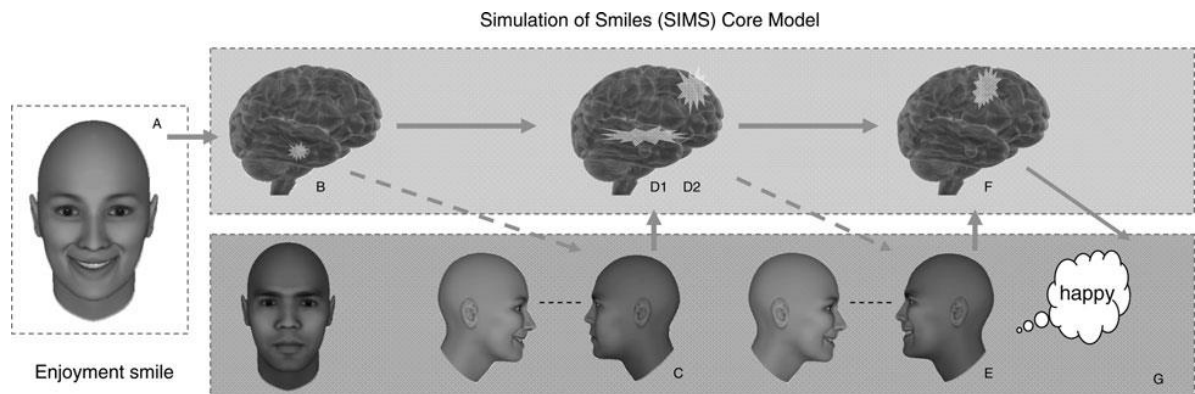 Simulation of Smiles (SIMS) Core Model
A
B
D1 D2
F
happy
C
E
G
Enjoyment smile